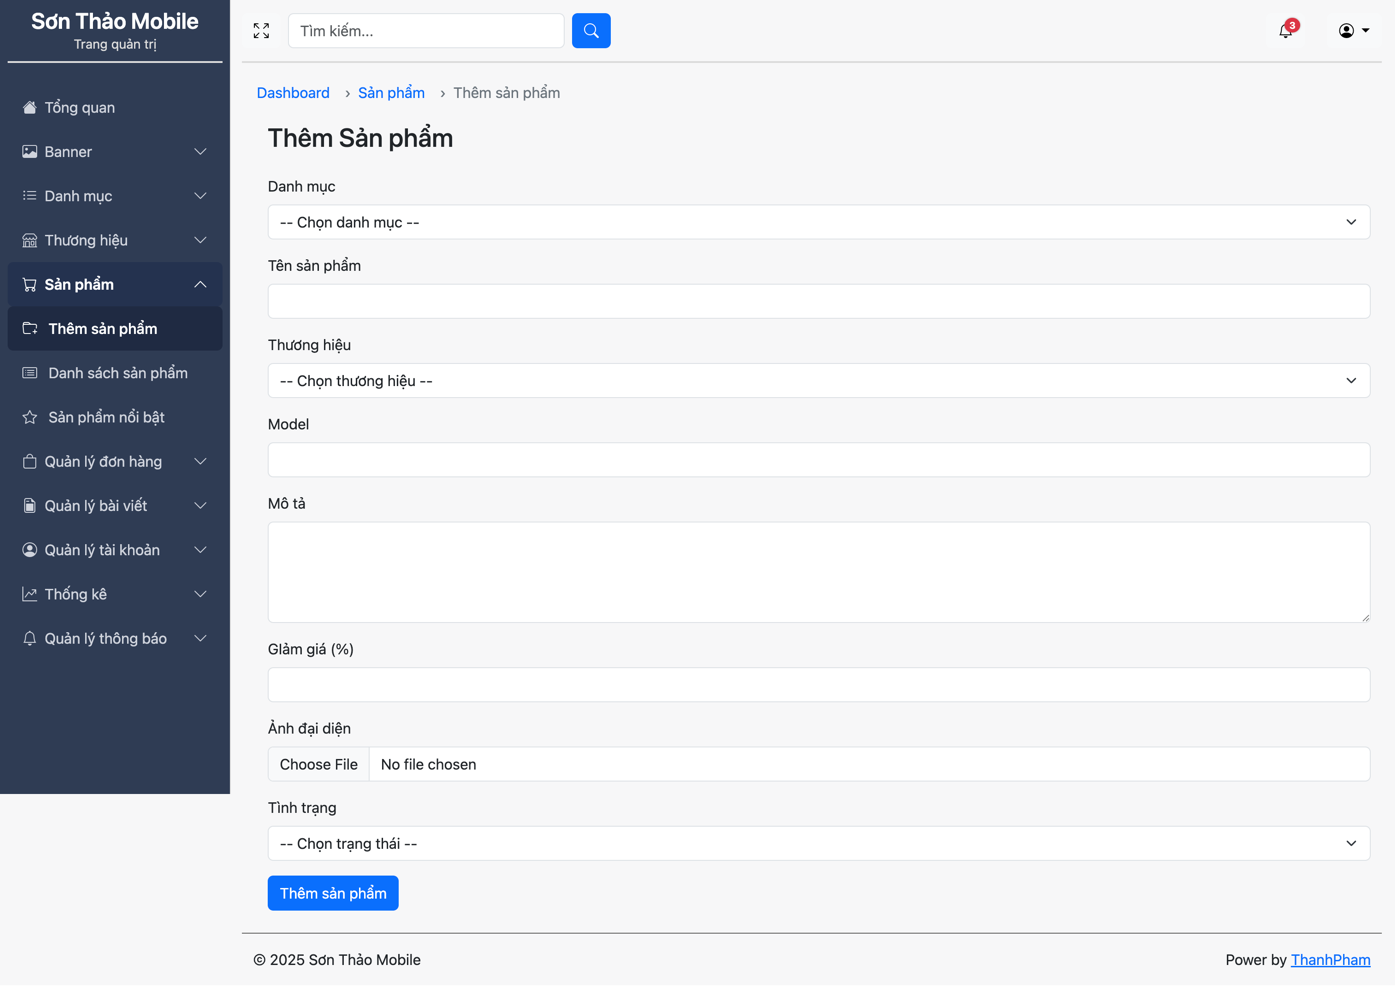 Sơn Thảo Mobile
Trang quản trị
Tổng quan
Banner
Danh mục
Thương hiệu
Sản phẩm
Thêm sản phẩm
Danh sách sản phẩm
Sản phẩm nổi bật
Quản lý đơn hàng
Quản lý bài viết
Quản lý tài khoản
Thống kê
Quản lý thông báo
Tìm kiếm...
3
Dashboard › Sản phẩm › Thêm sản phẩm
Thêm Sản phẩm
Danh mục
-- Chọn danh mục --
Tên sản phẩm
Thương hiệu
-- Chọn thương hiệu --
Model
Mô tả
Giảm giá (%)
Ảnh đại diện
Choose File No file chosen
Tình trạng
-- Chọn trạng thái --
Thêm sản phẩm
© 2025 Sơn Thảo Mobile
Power by ThanhPham